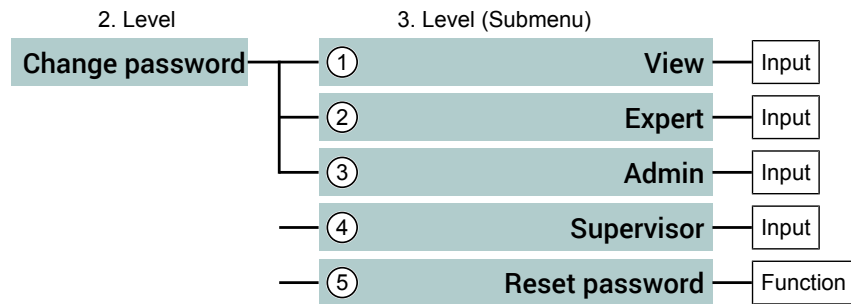 2. Level 3. Level (Submenu)
Change password 1 View Input
2 Expert Input
3 Admin Input
4 Supervisor Input
5 Reset password Function